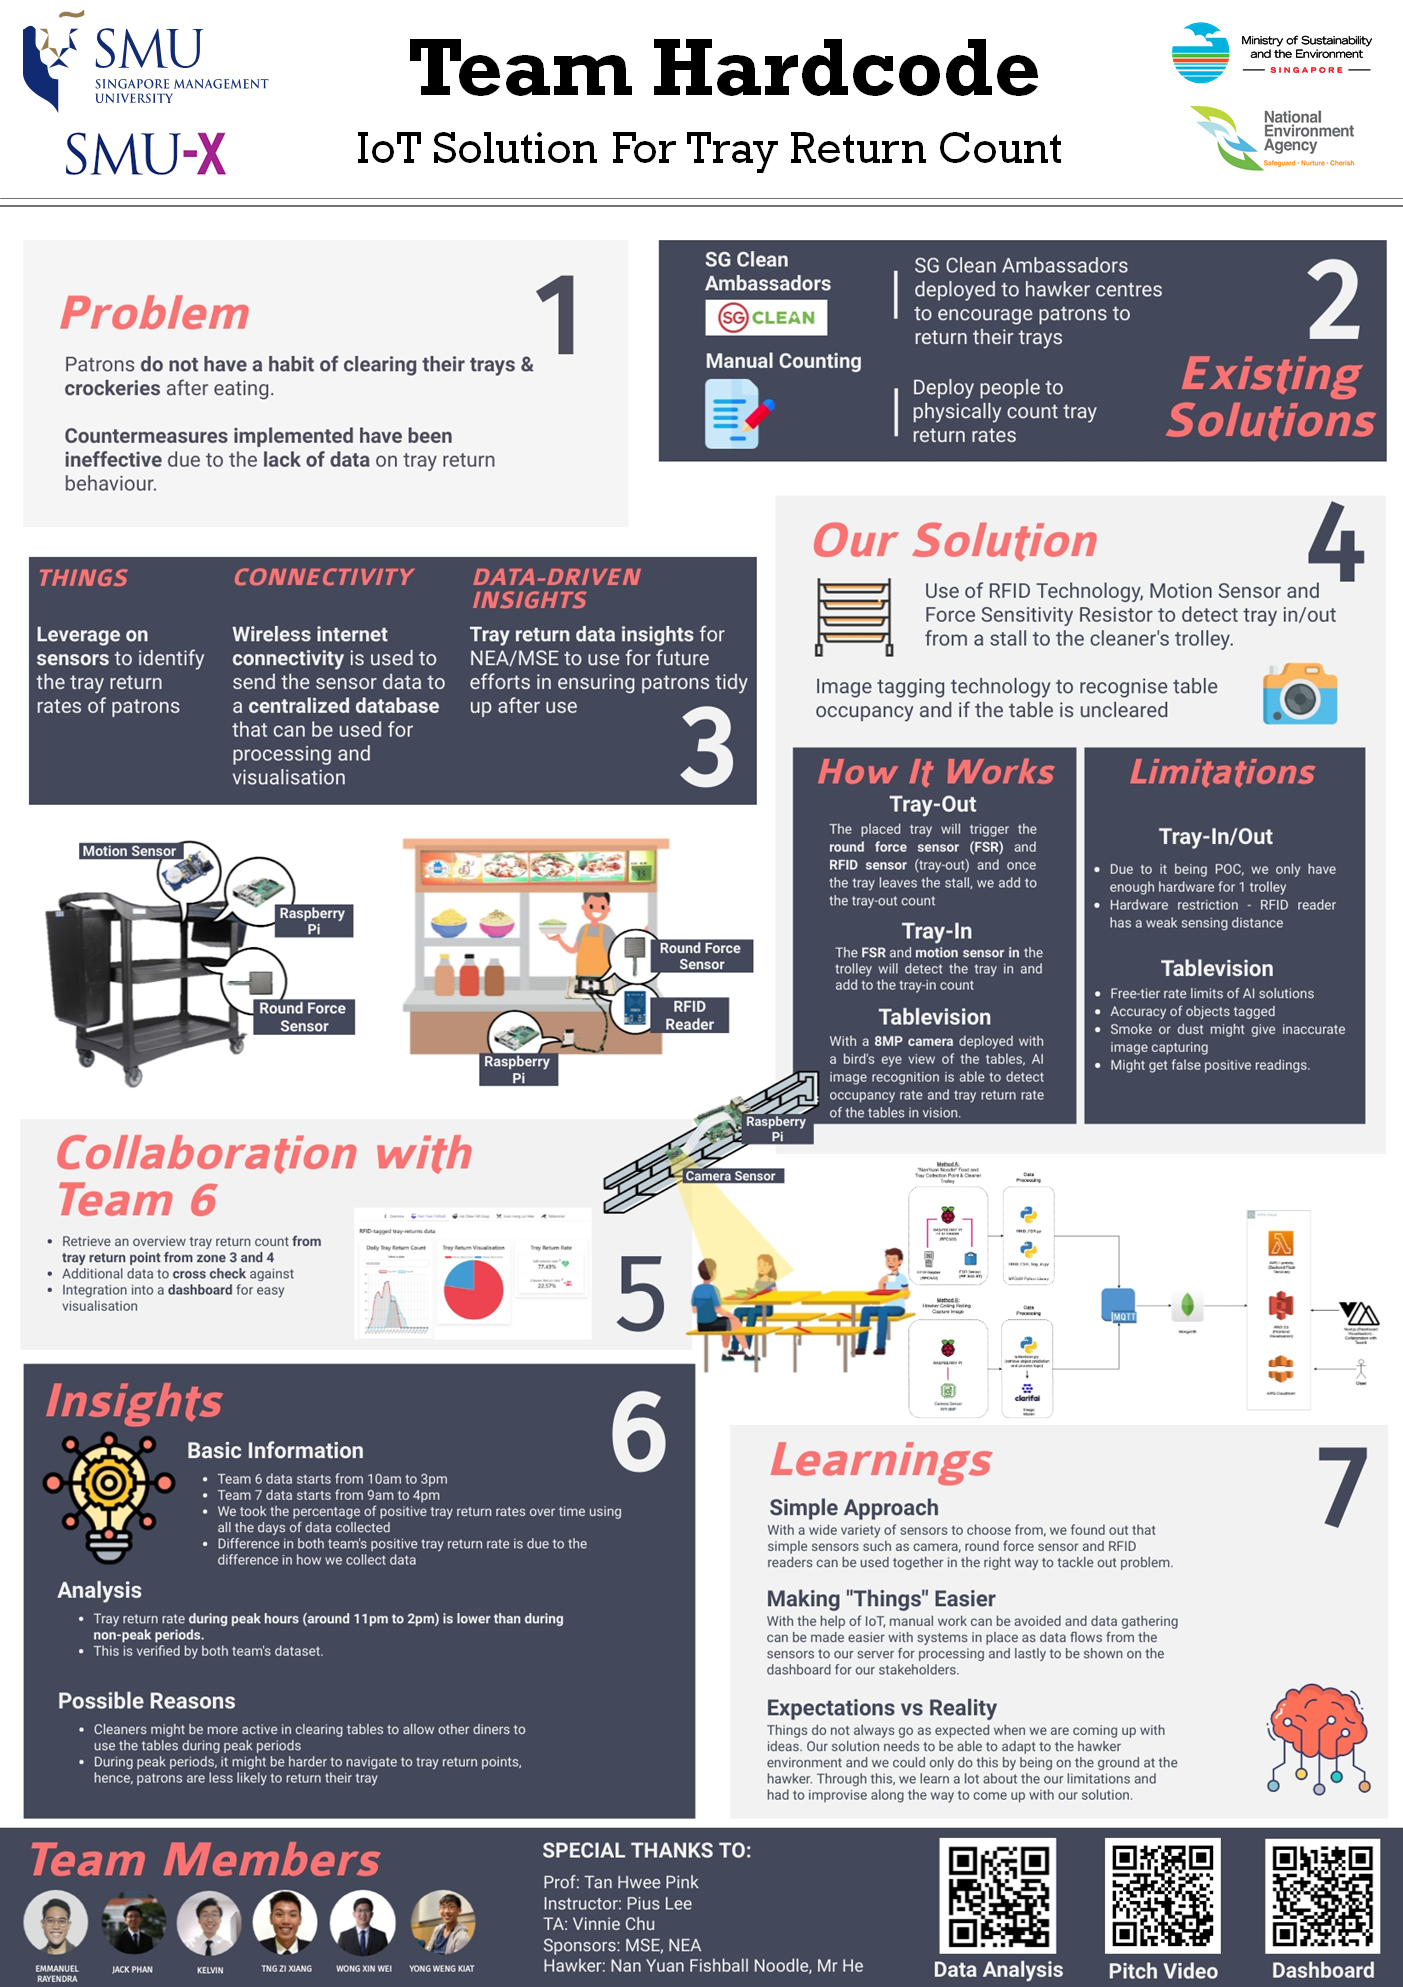 SMU
SINGAPORE MANAGEMENT
UNIVERSITY
SMU-X
Team Hardcode
IoT Solution For Tray Return Count
Ministry of Sustainability
and the Environment
SINGAPORE
National
Environment
Agency
Safeguard · Nurture · Cherish
1
Problem
Patrons do not have a habit of clearing their trays &
crockeries after eating.
Countermeasures implemented have been
ineffective due to the lack of data on tray return
behaviour.
2
Existing
Solutions
SG Clean
Ambassadors
SG CLEAN
SG Clean Ambassadors
deployed to hawker centres
to encourage patrons to
return their trays
Manual Counting
Deploy people to
physically count tray
return rates
THINGS
Leverage on
sensors to identify
the tray return
rates of patrons
CONNECTIVITY
Wireless internet
connectivity is used to
send the sensor data to
a centralized database
that can be used for
processing and
visualisation
DATA-DRIVEN
INSIGHTS
Tray return data insights for
NEA/MSE to use for future
efforts in ensuring patrons tidy
up after use
3
Our Solution
4
Use of RFID Technology, Motion Sensor and
Force Sensitivity Resistor to detect tray in/out
from a stall to the cleaner's trolley.
Image tagging technology to recognise table
occupancy and if the table is uncleared
How It Works
Tray-Out
The placed tray will trigger the
round force sensor (FSR) and
RFID sensor (tray-out) and once
the tray leaves the stall, we add to
the tray-out count
Tray-In
The FSR and motion sensor in the
trolley will detect the tray in and
add to the tray-in count
Tablevision
With a 8MP camera deployed with
a bird's eye view of the tables, AI
image recognition is able to detect
occupancy rate and tray return rate
of the tables in vision.
Limitations
Tray-In/Out
Due to it being POC, we only have
enough hardware for 1 trolley
Hardware restriction - RFID reader
has a weak sensing distance
Tablevision
Free-tier rate limits of AI solutions
Accuracy of objects tagged
Smoke or dust might give inaccurate
image capturing
Might get false positive readings.
Motion Sensor
Raspberry
Pi
Round Force
Sensor
Round Force
Sensor
RFID
Reader
Raspberry
Pi
Raspberry
Pi
Camera Sensor
Collaboration with
Team 6
Retrieve an overview tray return count from
tray return point from zone 3 and 4
Additional data to cross check against
Integration into a dashboard for easy
visualisation
RFID-tagged tray-returns data
Daily Tray Return Count
Tray Return Visualisation
Tray Return Rate
77.43%
22.57%
5
Method A:
Data
Processing
RASPBERRY PI
Method B:
Hawker Ceiling Facing
Capture Image
Data
Processing
RASPBERRY PI
Camera Sensor
clarifai
MQTT
MongoDB
Insights
6
Basic Information
Team 6 data starts from 10am to 3pm
Team 7 data starts from 9am to 4pm
We took the percentage of positive tray return rates over time using
all the days of data collected
Difference in both team's positive tray return rate is due to the
difference in how we collect data
Analysis
Tray return rate during peak hours (around 11pm to 2pm) is lower than during
non-peak periods.
This is verified by both team's dataset.
Possible Reasons
Cleaners might be more active in clearing tables to allow other diners to
use the tables during peak periods
During peak periods, it might be harder to navigate to tray return points,
hence, patrons are less likely to return their tray
Learnings
7
Simple Approach
With a wide variety of sensors to choose from, we found out that
simple sensors such as camera, round force sensor and RFID
readers can be used together in the right way to tackle out problem.
Making "Things" Easier
With the help of IoT, manual work can be avoided and data gathering
can be made easier with systems in place as data flows from the
sensors to our server for processing and lastly to be shown on the
dashboard for our stakeholders.
Expectations vs Reality
Things do not always go as expected when we are coming up with
ideas. Our solution needs to be able to adapt to the hawker
environment and we could only do this by being on the ground at the
hawker. Through this, we learn a lot about the our limitations and
had to improvise along the way to come up with our solution.
Team Members
EMMANUEL
RAYENDRA
JACK PHAN
KELVIN
TNG ZI XIANG
WONG XIN WEI
YONG WENG KIAT
SPECIAL THANKS TO:
Prof: Tan Hwee Pink
Instructor: Pius Lee
TA: Vinnie Chu
Sponsors: MSE, NEA
Hawker: Nan Yuan Fishball Noodle, Mr He
Data Analysis
Pitch Video
Dashboard